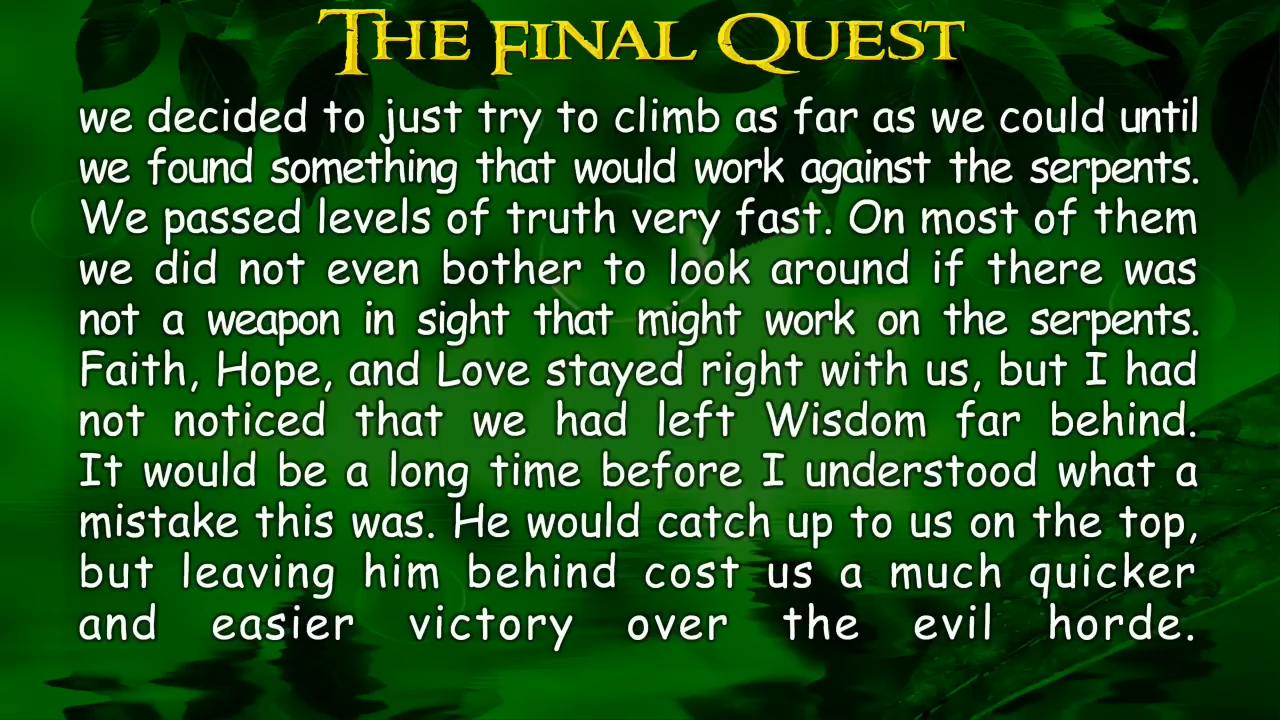 THE FINAL QUEST
we decided to just try to climb as far as we could until
we found something that would work against the serpents.
We passed levels of truth very fast. On most of them
we did not even bother to look around if there was
not a weapon in sight that might work on the serpents.
Faith, Hope, and Love stayed right with us, but I had
not noticed that we had left Wisdom far behind.
It would be a long time before I understood what a
mistake this was. He would catch up to us on the top,
but leaving him behind cost us a much quicker
and easier victory over the evil horde.